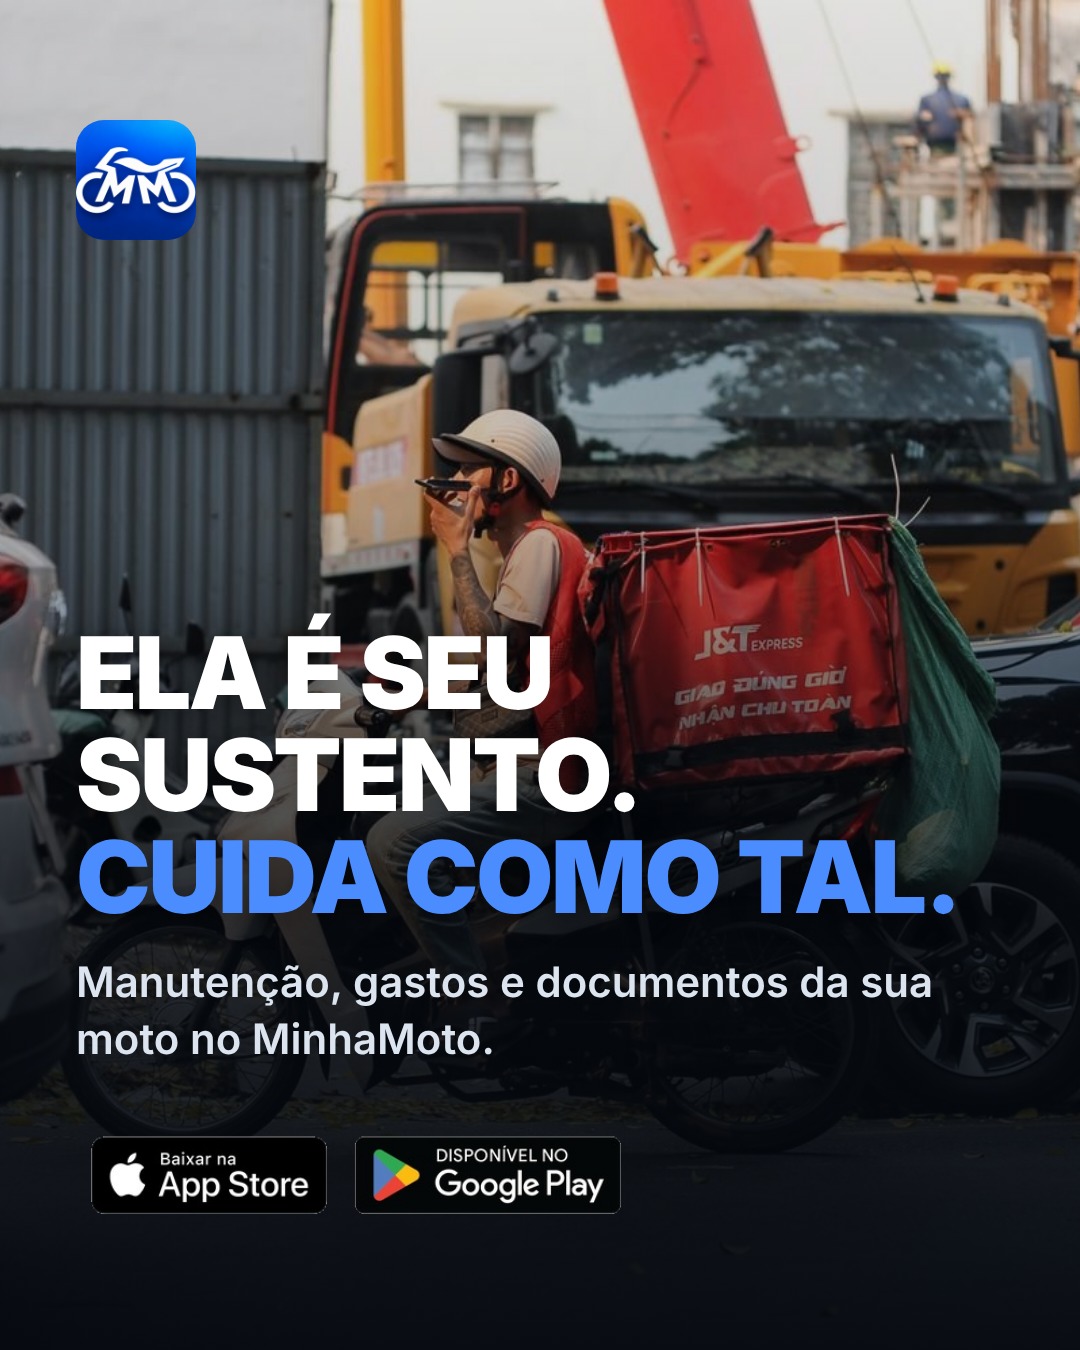 MM
ELA É SEU
SUSTENTO.
CUIDA COMO TAL.
Manutenção, gastos e documentos da sua
moto no MinhaMoto.
Baixar na
App Store
DISPONÍVEL NO
Google Play
J&T EXPRESS
GIAO ĐÚNG GIỜ
NHẬN CHU TOÀN